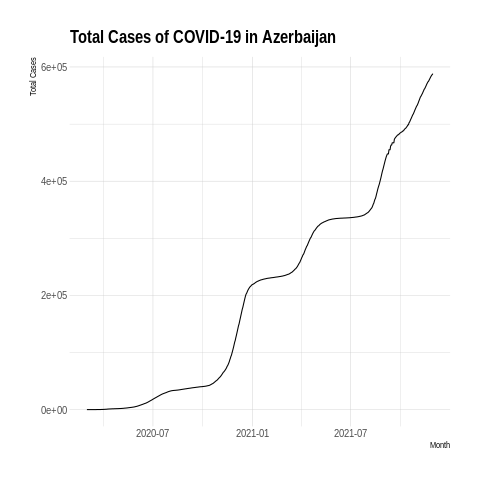 Total Cases of COVID-19 in Azerbaijan
Total Cases
6e+05
4e+05
2e+05
0e+00
2020-07
2021-01
2021-07
Month